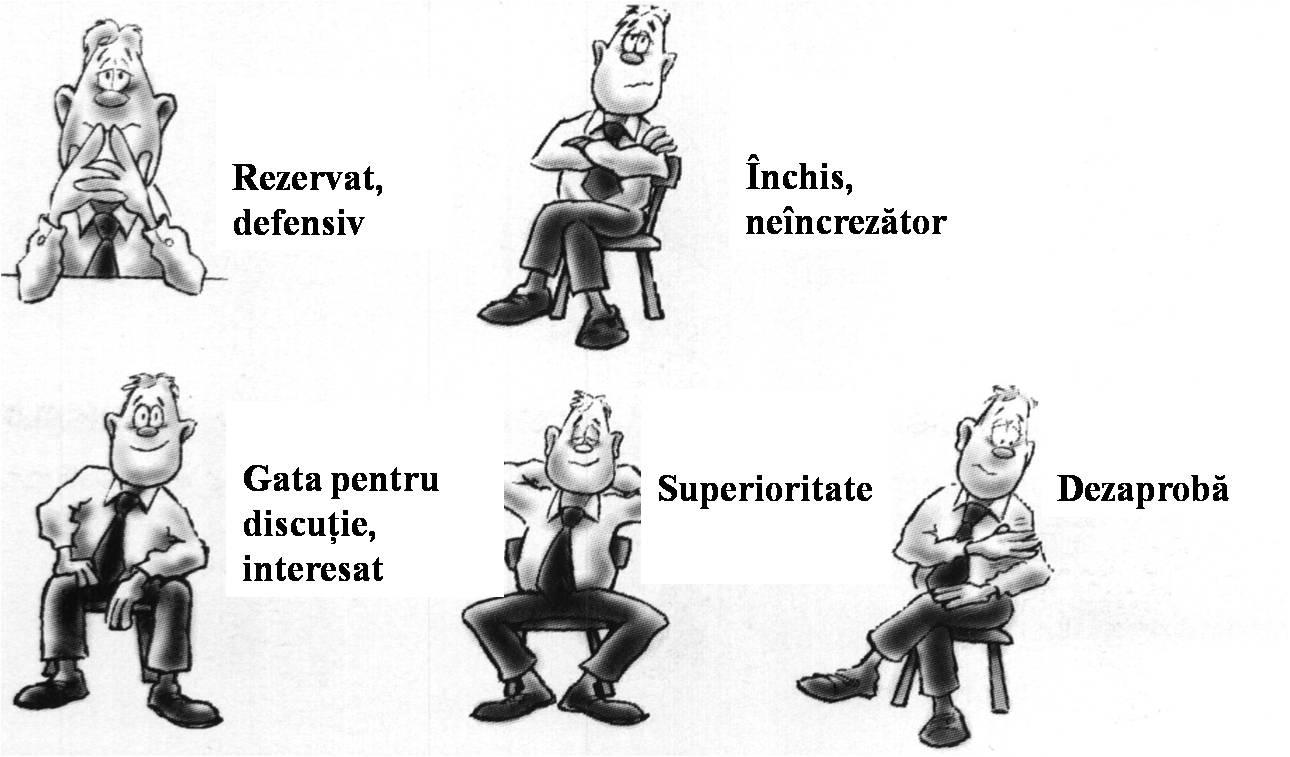 Rezervat,
defensiv
Închis,
neîncrezător
Gata pentru
discuție,
interesat
Superioritate
Dezaprobă